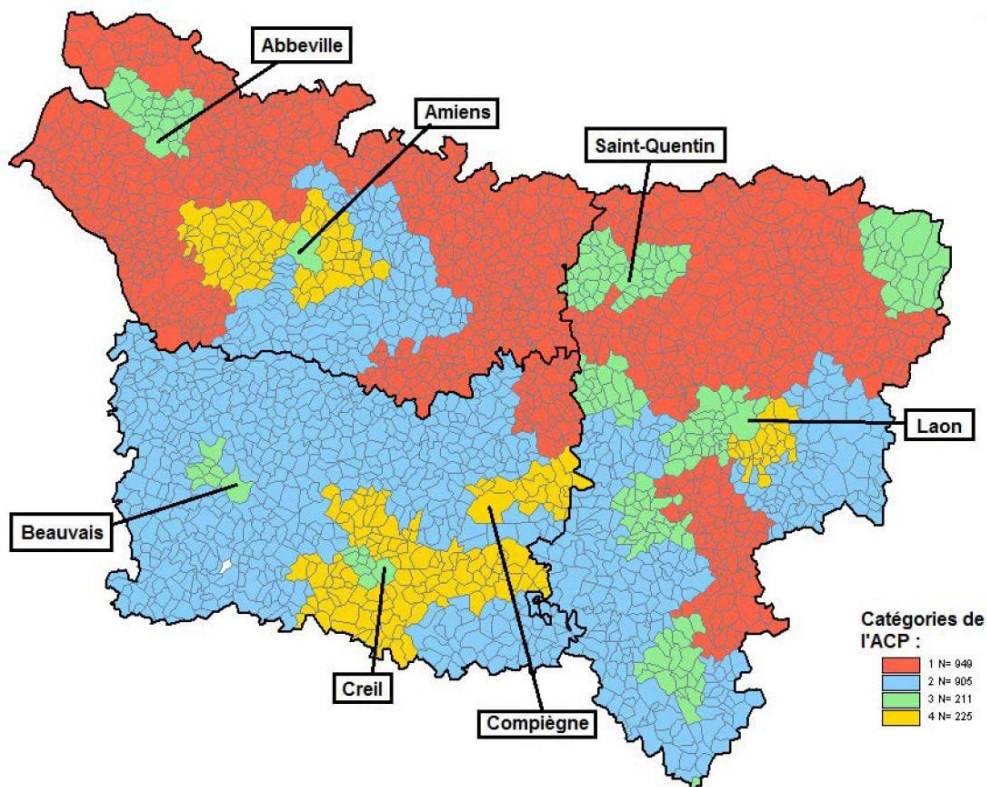 Abbeville
Amiens
Saint-Quentin
Laon
Beauvais
Creil
Compiègne
Catégories de
l'ACP :
1 N= 949
2 N= 905
3 N= 211
4 N= 225